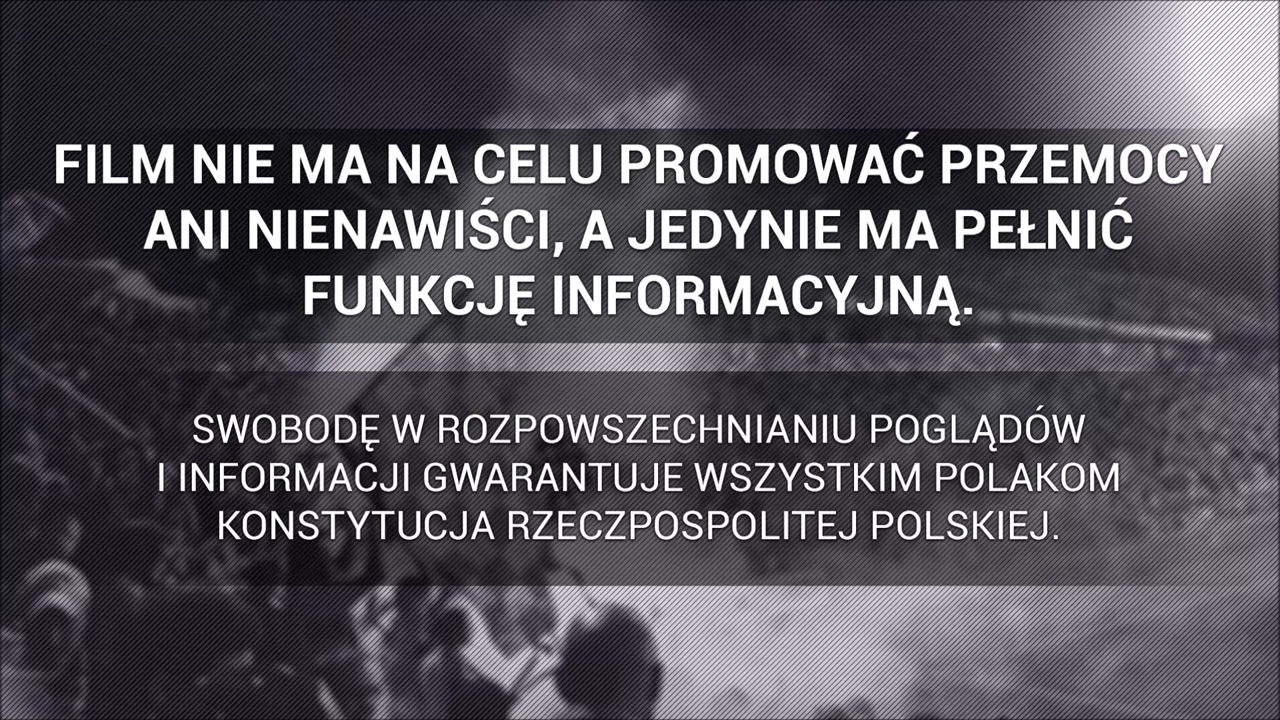 FILM NIE MA NA CELU PROMOWAĆ PRZEMOCY
ANI NIENAWIŚCI, A JEDYNIE MA PEŁNIĆ
FUNKCJĘ INFORMACYJNĄ.
SWOBODĘ W ROZPOWSZECHNIANIU POGLĄDÓW
I INFORMACJI GWARANTUJE WSZYSTKIM POLAKOM
KONSTYTUCJA RZECZPOSPOLITEJ POLSKIEJ.